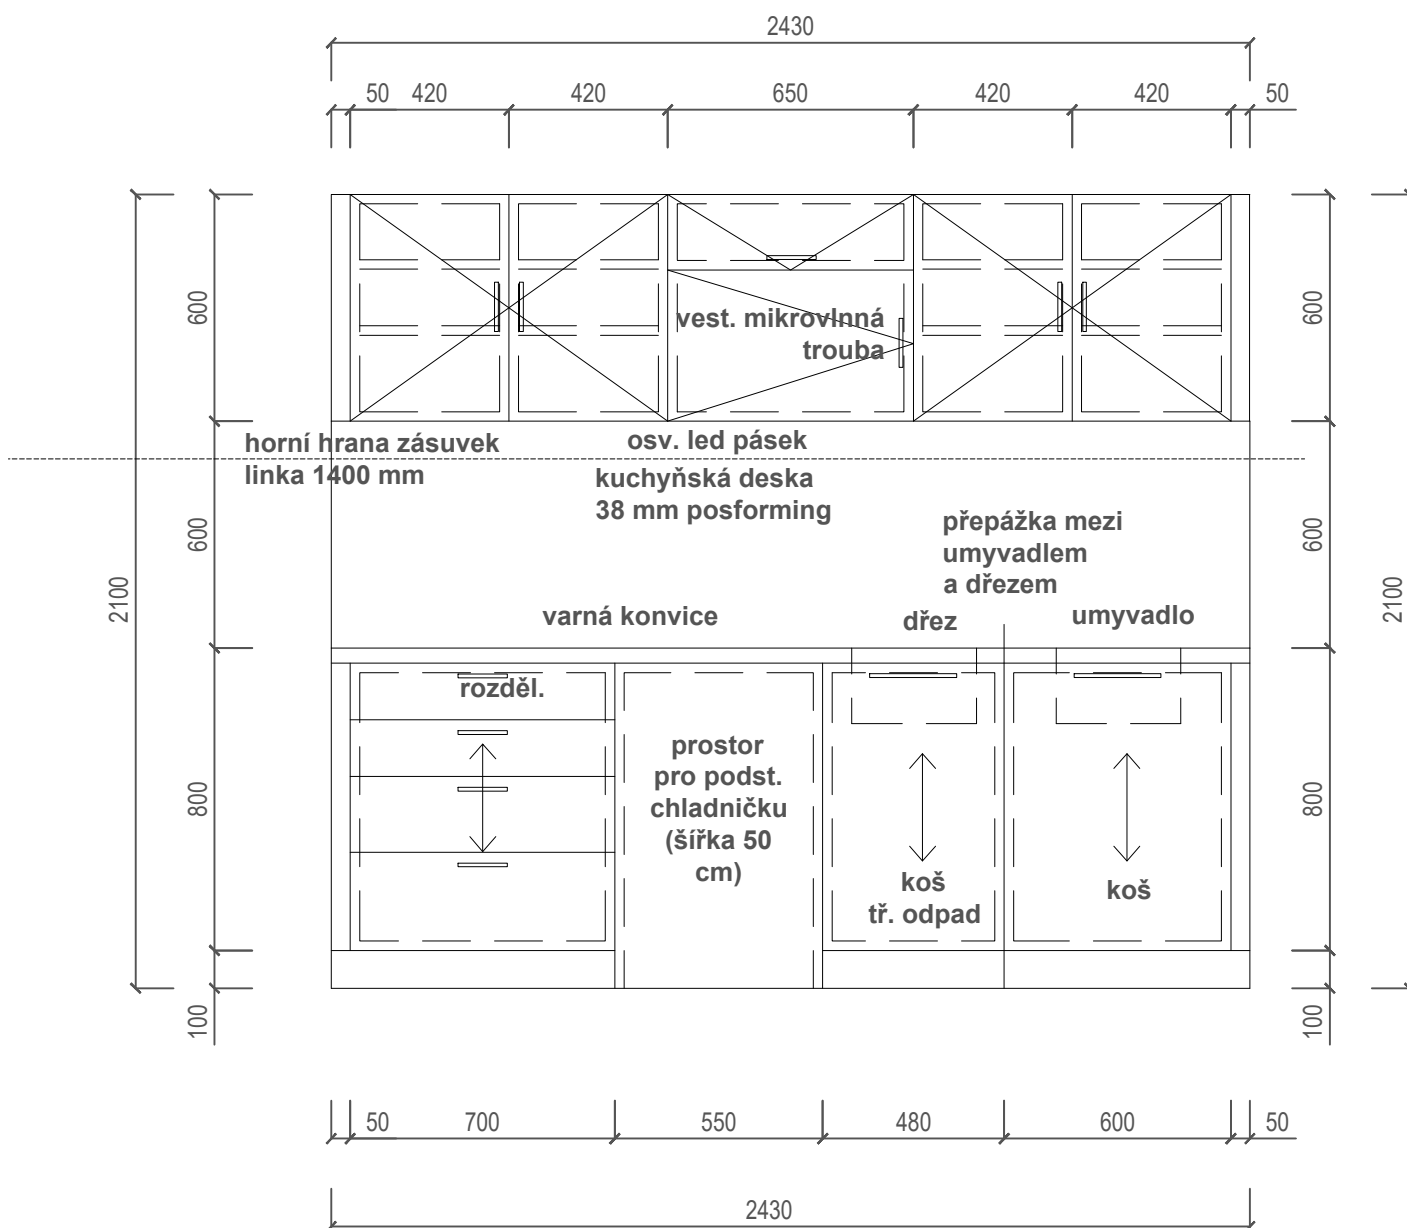 2430
50 420 420 650 420 420 50
600
600
vest. mikrovlnná
trouba
horní hrana zásuvek
linka 1400 mm
osv. led pásek
kuchyňská deska
38 mm posforming
přepážka mezi
umyvadlem
a dřezem
600
600
2100
2100
varná konvice
dřez
umyvadlo
rozděl.
prostor
pro podst.
chladničku
(šířka 50
cm)
800
800
koš
tř. odpad
koš
100
100
50 700 550 480 600 50
2430